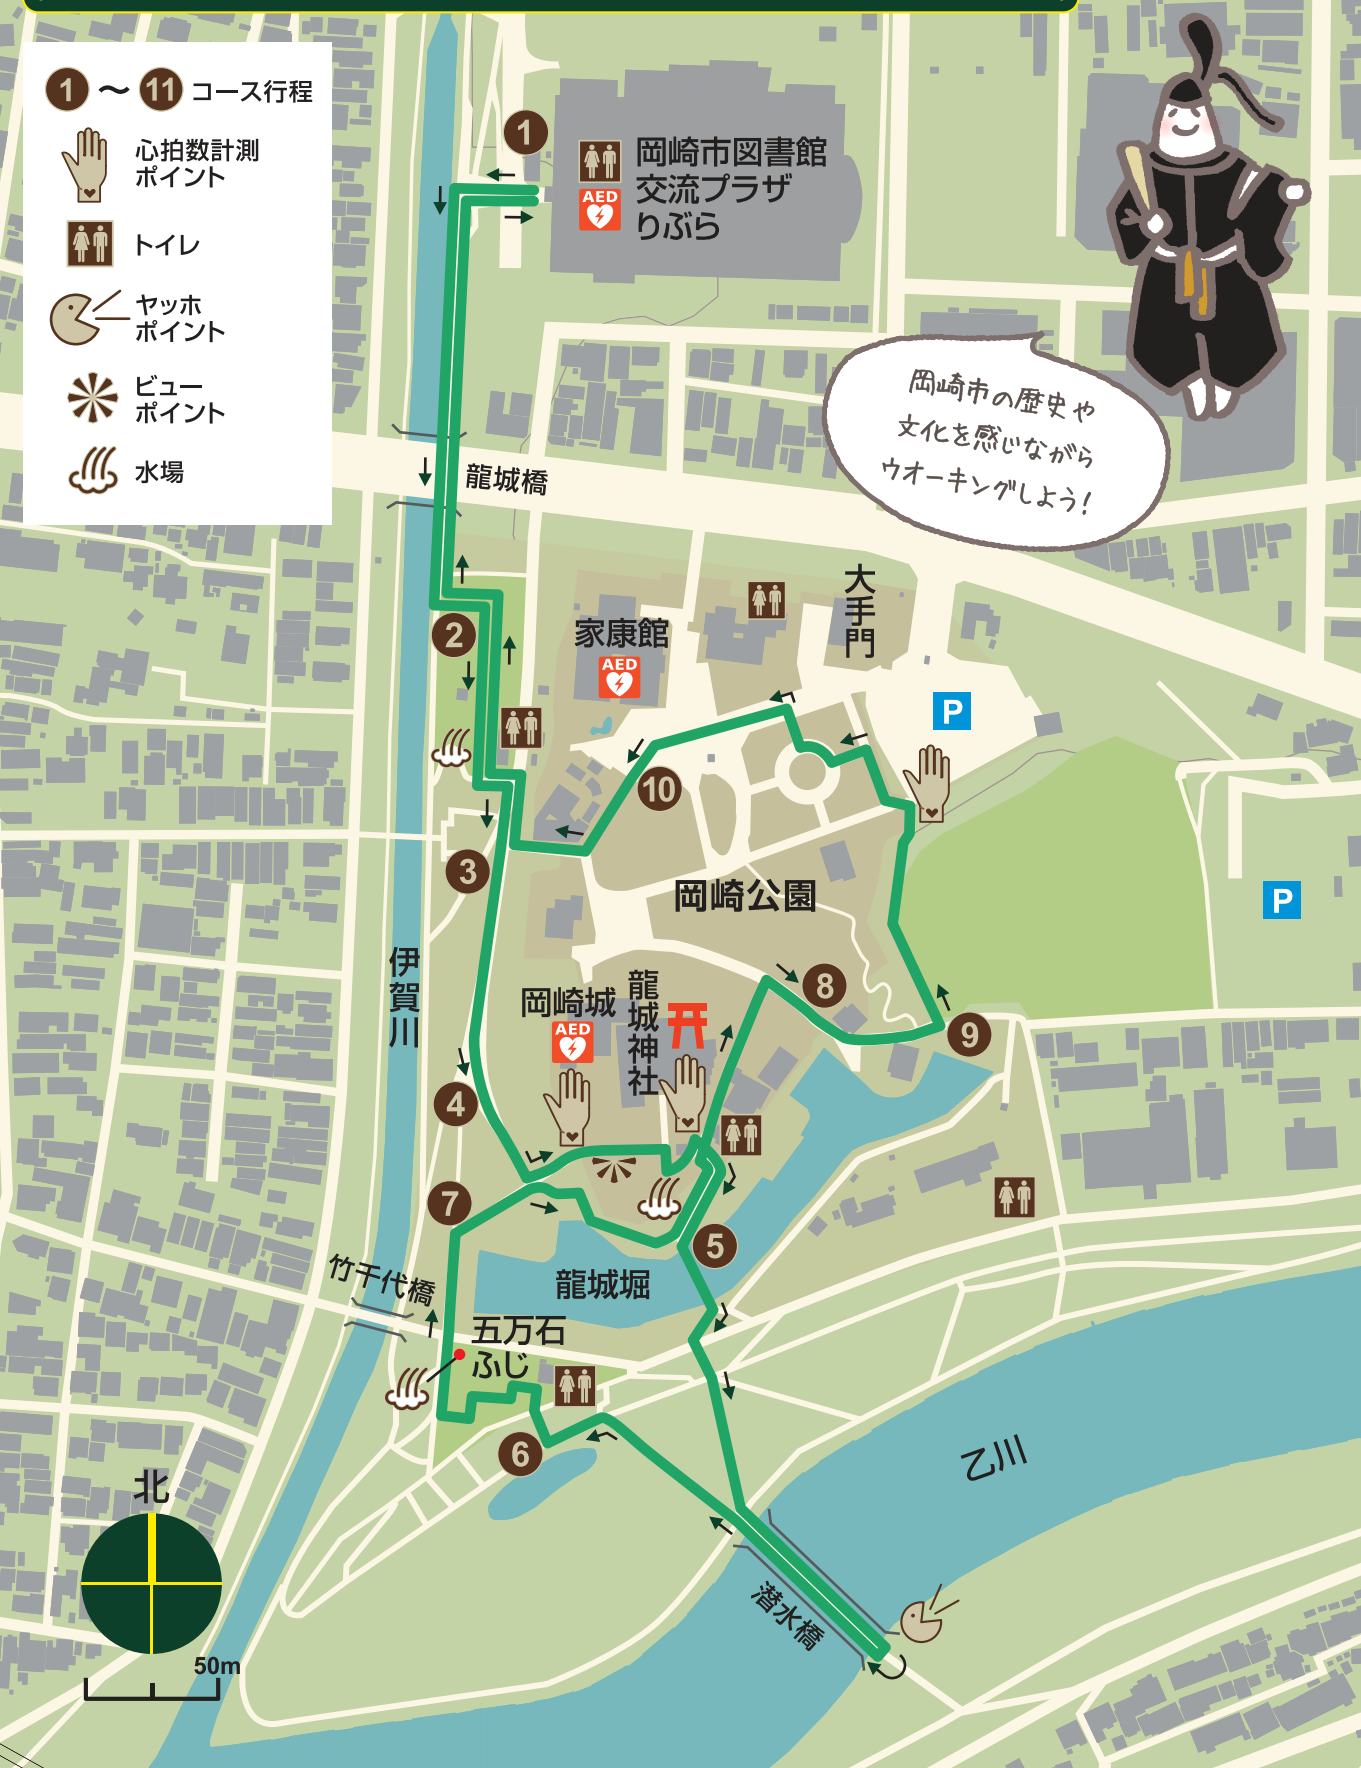 1 ～ 11 コース行程
心拍数計測
ポイント
トイレ
ヤッホ
ポイント
ビュー
ポイント
水場
1
岡崎市図書館
交流プラザ
りぶら
AED
岡崎市の歴史や
文化を感じながら
ウオーキングしよう!
龍城橋
2
家康館
AED
大手門
P
10
3
岡崎公園
P
伊賀川
岡崎城
AED
龍城神社
8
9
4
7
5
龍城堀
竹千代橋
五万石
ふじ
6
乙川
北
潜水橋
50m